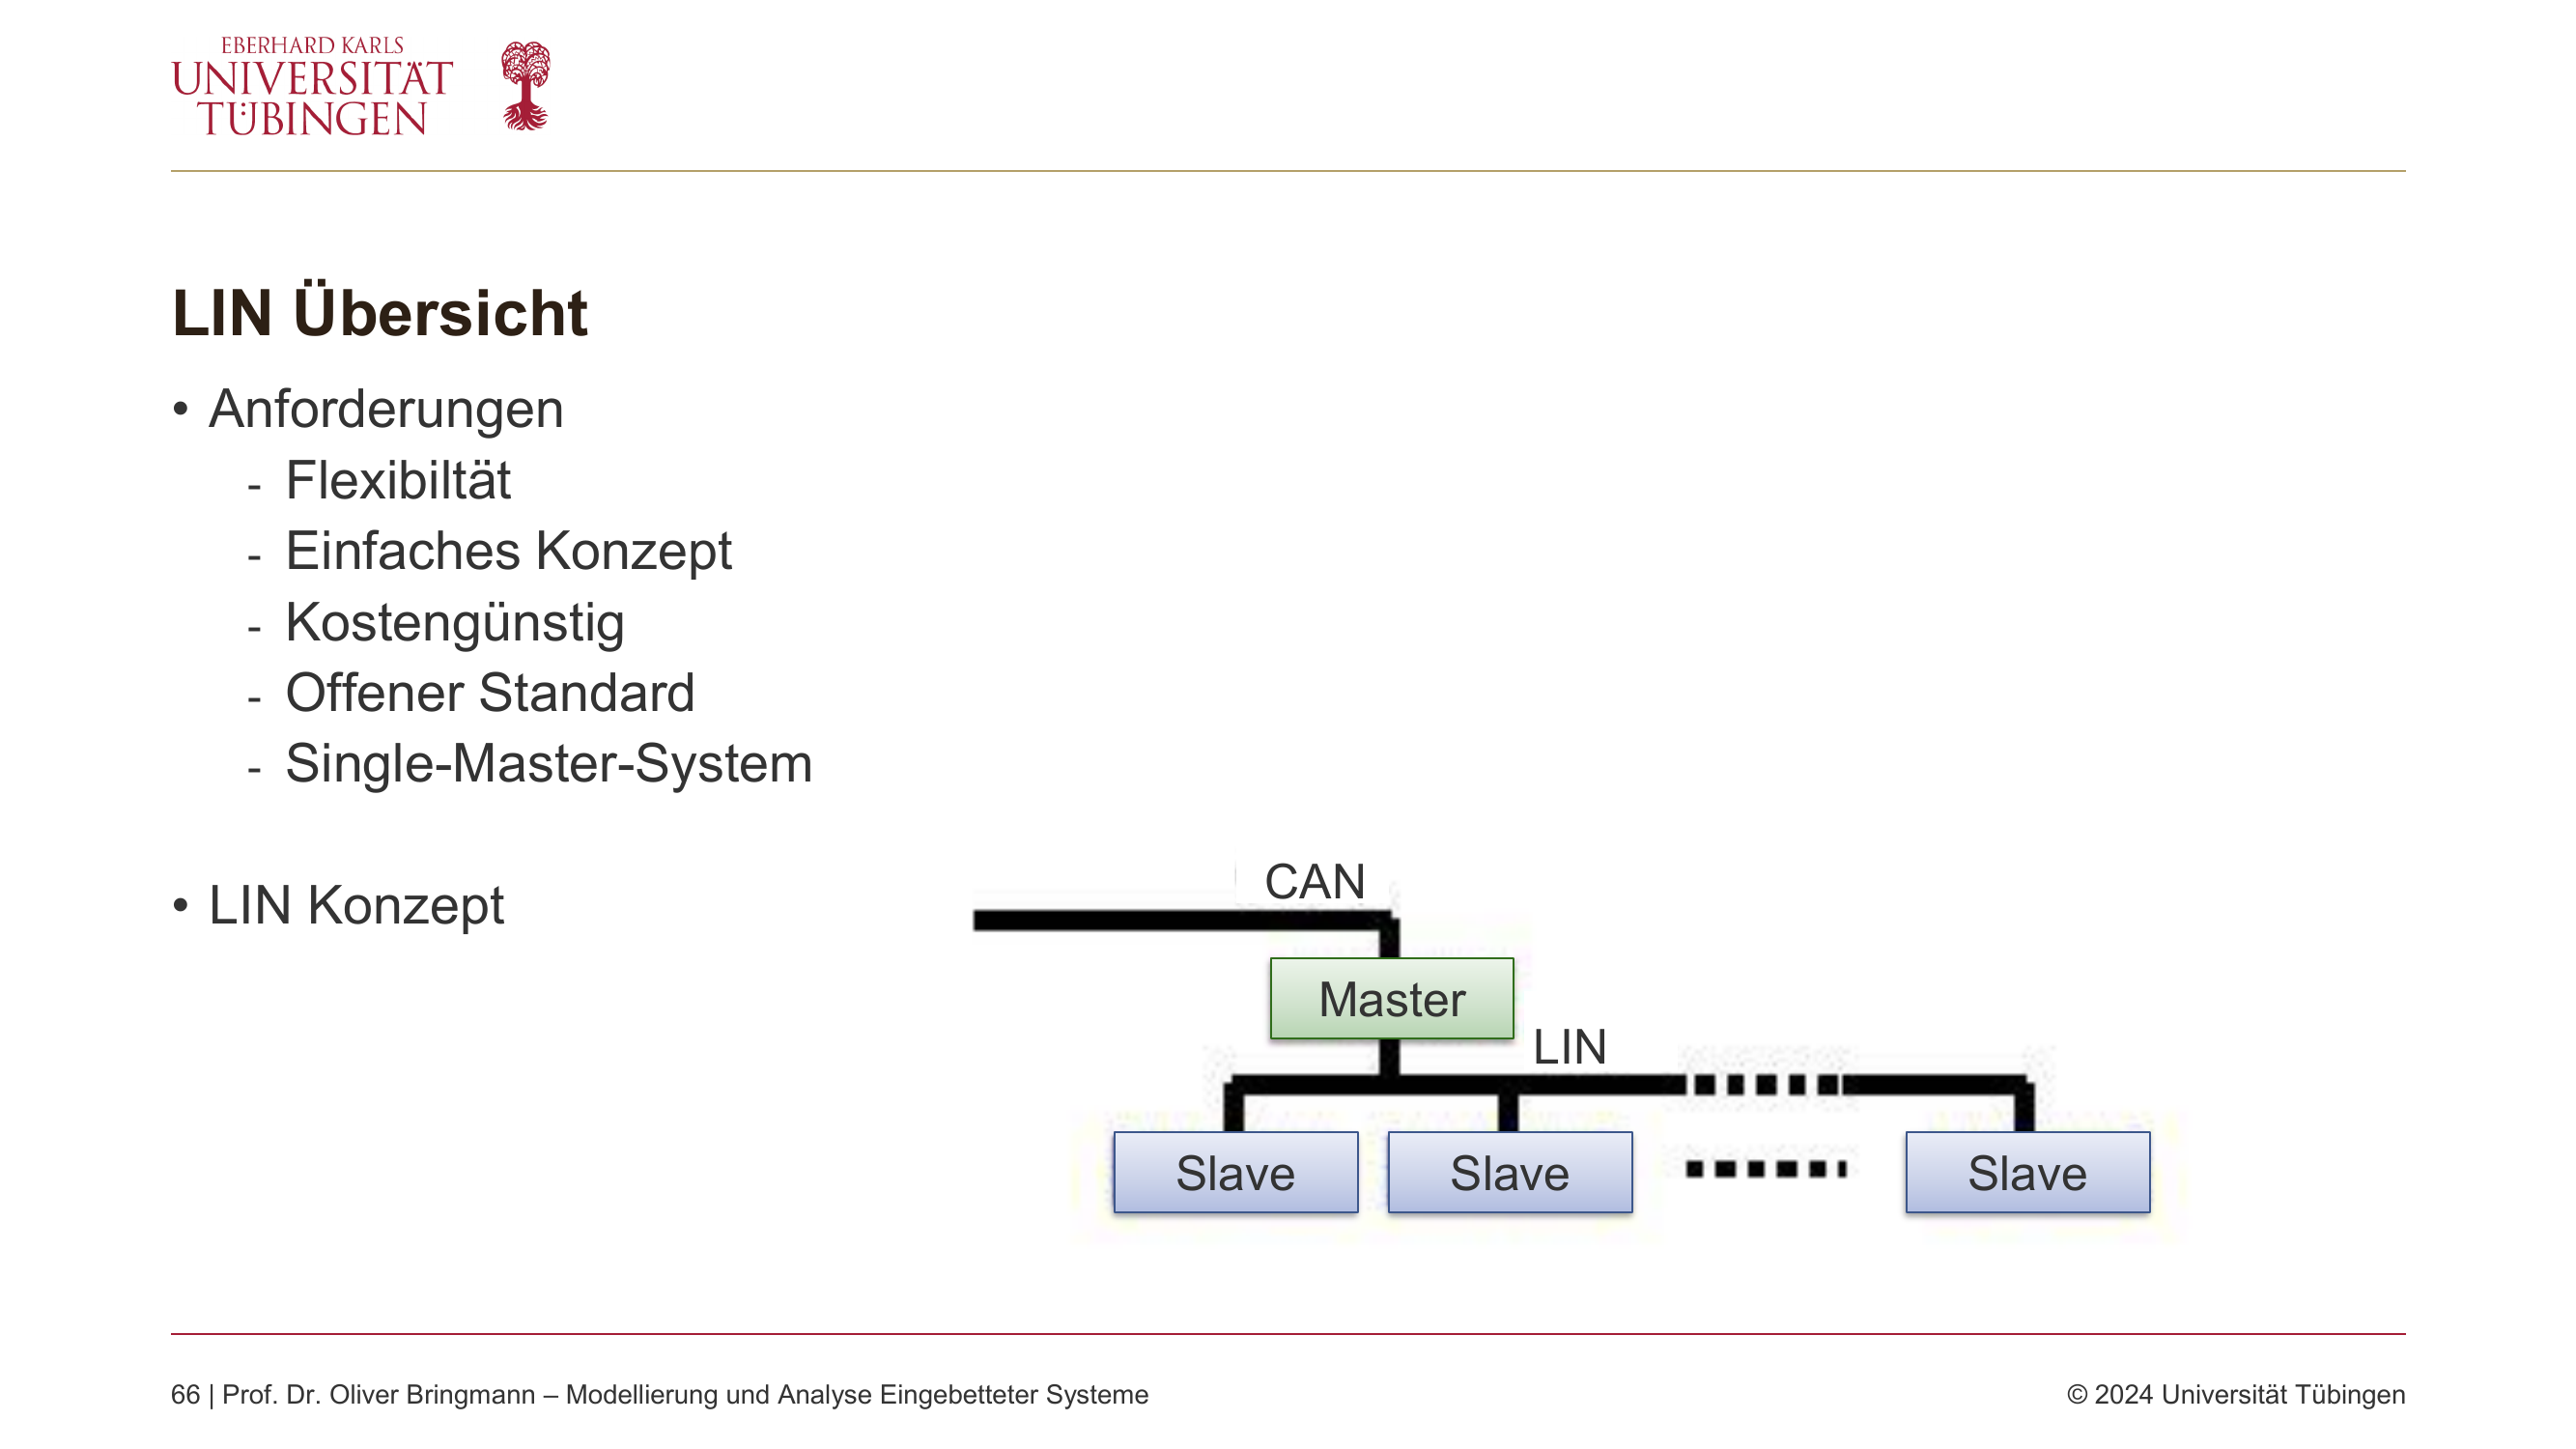 EBERHARD KARLS
UNIVERSITÄT
TÜBINGEN
LIN Übersicht
• Anforderungen
- Flexibiltät
- Einfaches Konzept
- Kostengünstig
- Offener Standard
- Single-Master-System
• LIN Konzept
CAN
Master
LIN
Slave
Slave
Slave
66 | Prof. Dr. Oliver Bringmann – Modellierung und Analyse Eingebetteter Systeme
© 2024 Universität Tübingen